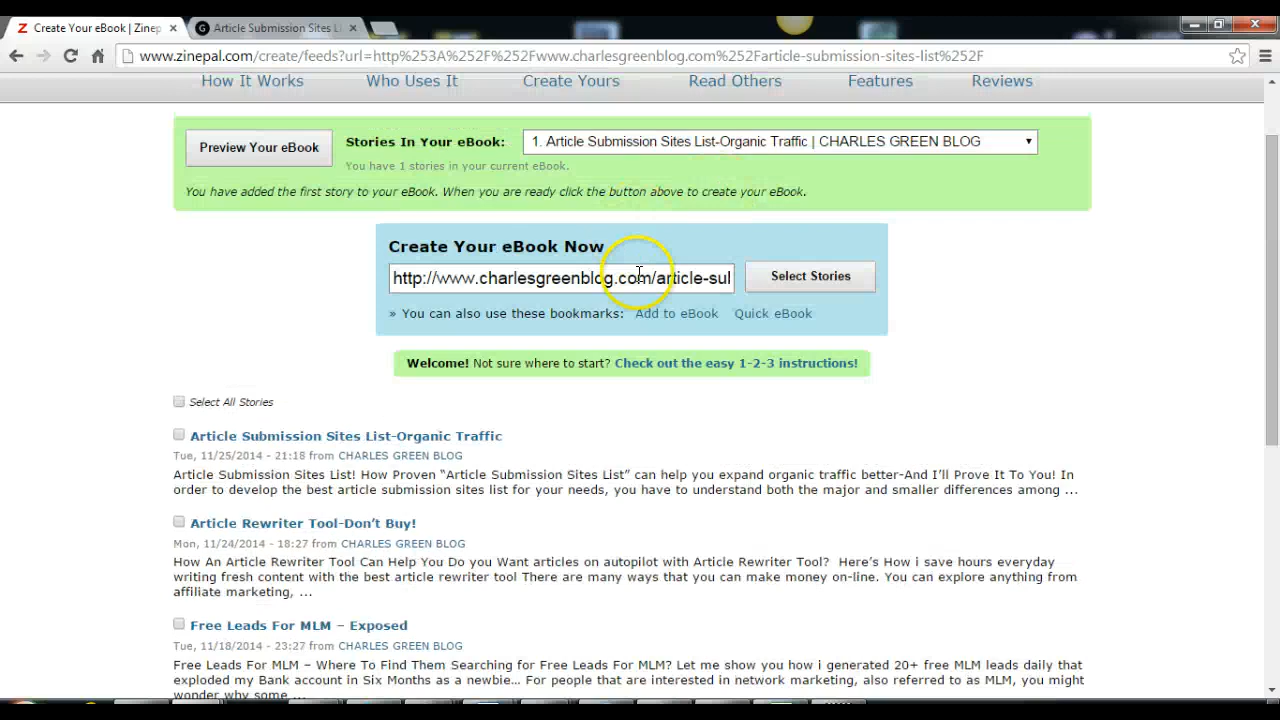 Create Your eBook | Zinep
Article Submission Sites L
www.zinepal.com/create/feeds?url=http%253A%252F%252Fwww.charlesgreenblog.com%252Farticle-submission-sites-list%252F
How It Works Who Uses It Create Yours Read Others Features Reviews
Preview Your eBook Stories In Your eBook: 1. Article Submission Sites List-Organic Traffic | CHARLES GREEN BLOG
You have 1 stories in your current eBook.
You have added the first story to your eBook. When you are ready click the button above to create your eBook.
Create Your eBook Now
http://www.charlesgreenblog.com/article-sul Select Stories
» You can also use these bookmarks: Add to eBook Quick eBook
Welcome! Not sure where to start? Check out the easy 1-2-3 instructions!
Select All Stories
Article Submission Sites List-Organic Traffic
Tue, 11/25/2014 - 21:18 from CHARLES GREEN BLOG
Article Submission Sites List! How Proven “Article Submission Sites List” can help you expand organic traffic better-And I’ll Prove It To You! In
order to develop the best article submission sites list for your needs, you have to understand both the major and smaller differences among ...
Article Rewriter Tool-Don’t Buy!
Mon, 11/24/2014 - 18:27 from CHARLES GREEN BLOG
How An Article Rewriter Tool Can Help You Do you Want articles on autopilot with Article Rewriter Tool? Here’s How i save hours everyday
writing fresh content with the best article rewriter tool There are many ways that you can make money on-line. You can explore anything from
affiliate marketing, ...
Free Leads For MLM – Exposed
Tue, 11/18/2014 - 23:27 from CHARLES GREEN BLOG
Free Leads For MLM – Where To Find Them Searching for Free Leads For MLM? Let me show you how i generated 20+ free MLM leads daily that
exploded my Bank account in Six Months as a newbie... For people that are interested in network marketing, also referred to as MLM, you might
wonder why some ...